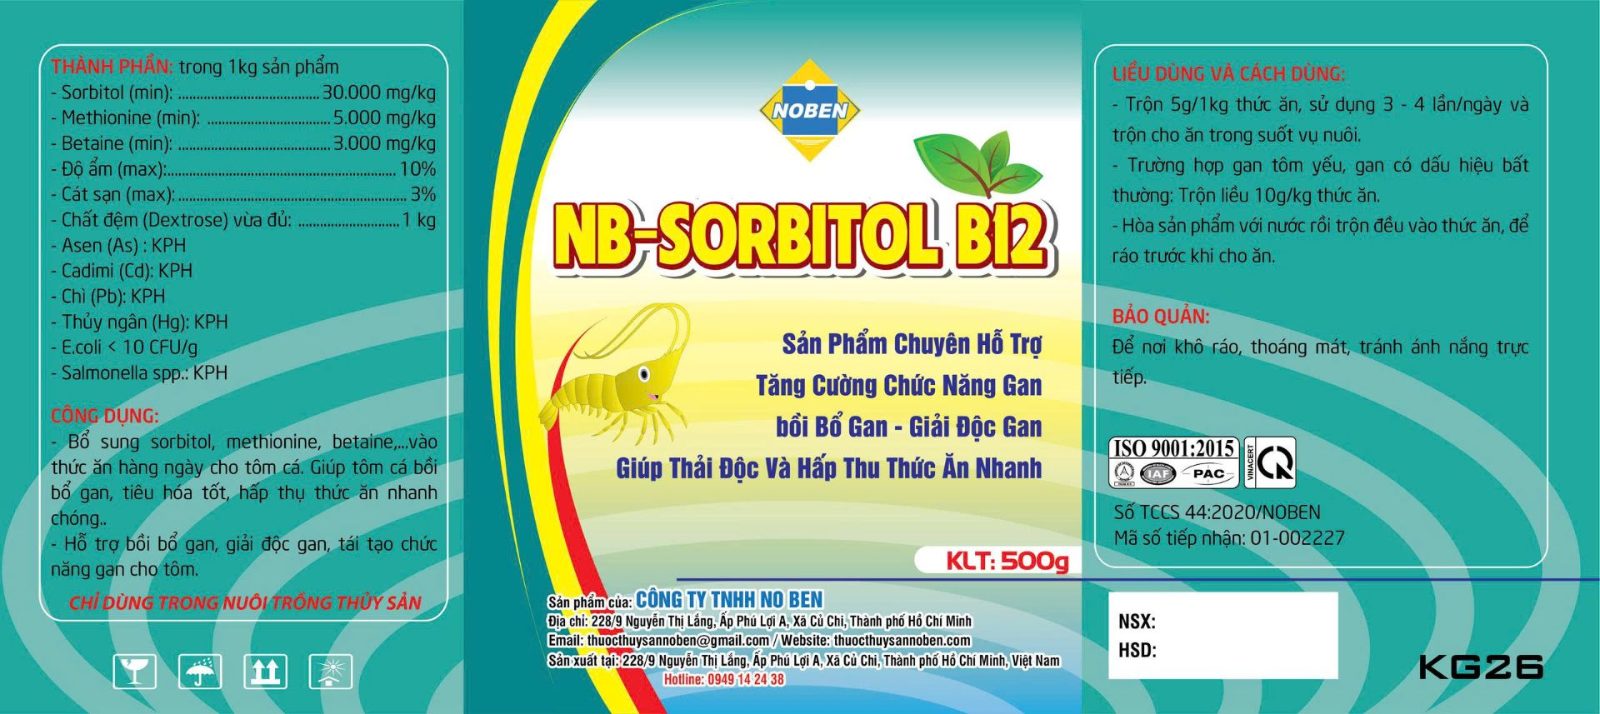 THÀNH PHẦN: trong 1kg sản phẩm
- Sorbitol (min): ....................................... 30.000 mg/kg
- Methionine (min): .................................. 5.000 mg/kg
- Betaine (min): .......................................... 3.000 mg/kg
- Độ ẩm (max):............................................................... 10%
- Cát sạn (max):.............................................................. 3%
- Chất đệm (Dextrose) vừa đủ: ............................ 1 kg
- Asen (As) : KPH
- Cadimi (Cd): KPH
- Chì (Pb): KPH
- Thủy ngân (Hg): KPH
- E.coli < 10 CFU/g
- Salmonella spp.: KPH
CÔNG DỤNG:
- Bổ sung sorbitol, methionine, betaine,...vào
thức ăn hàng ngày cho tôm cá. Giúp tôm cá bồi
bổ gan, tiêu hóa tốt, hấp thụ thức ăn nhanh
chóng..
- Hỗ trợ bồi bổ gan, giải độc gan, tái tạo chức
năng gan cho tôm.
CHỈ DÙNG TRONG NUÔI TRỒNG THỦY SẢN
NOBEN
NB-SORBITOL B12
Sản Phẩm Chuyên Hỗ Trợ
Tăng Cường Chức Năng Gan
bồi Bổ Gan - Giải Độc Gan
Giúp Thải Độc Và Hấp Thu Thức Ăn Nhanh
KLT: 500g
Sản phẩm của: CÔNG TY TNHH NO BEN
Địa chỉ: 228/9 Nguyễn Thị Lắng, Ấp Phú Lợi A, Xã Củ Chi, Thành phố Hồ Chí Minh
Email: thuocthuysannoben@gmail.com / Website: thuocthuysannoben.com
Sản xuất tại: 228/9 Nguyễn Thị Lắng, Ấp Phú Lợi A, Xã Củ Chi, Thành phố Hồ Chí Minh, Việt Nam
Hotline: 0949 14 24 38
LIỀU DÙNG VÀ CÁCH DÙNG:
- Trộn 5g/1kg thức ăn, sử dụng 3 - 4 lần/ngày và
trộn cho ăn trong suốt vụ nuôi.
- Trường hợp gan tôm yếu, gan có dấu hiệu bất
thường: Trộn liều 10g/kg thức ăn.
- Hòa sản phẩm với nước rồi trộn đều vào thức ăn, để
ráo trước khi cho ăn.
BẢO QUẢN:
Để nơi khô ráo, thoáng mát, tránh ánh nắng trực
tiếp.
ISO 9001:2015
IAF
PAC
VINACERT
Số TCCS 44:2020/NOBEN
Mã số tiếp nhận: 01-002227
NSX:
HSD:
KG26